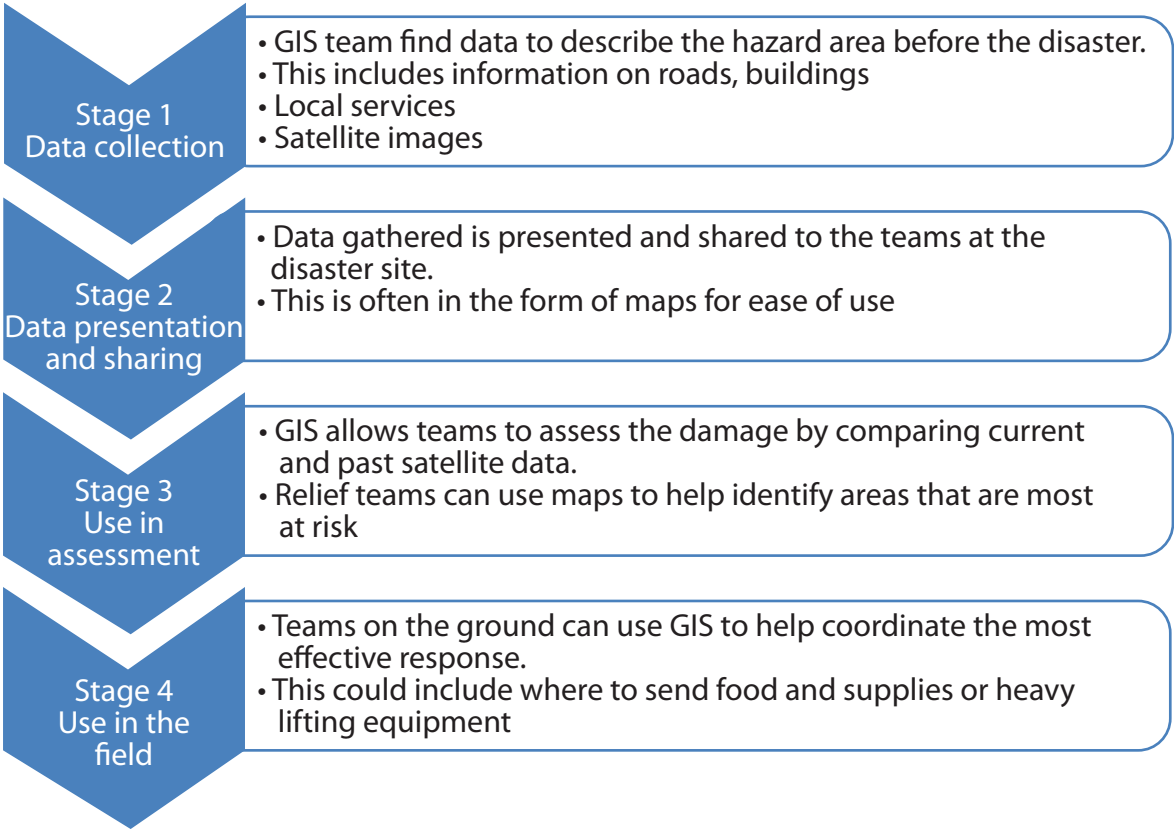 Stage 1
Data collection
• GIS team find data to describe the hazard area before the disaster.
• This includes information on roads, buildings
• Local services
• Satellite images
Stage 2
Data presentation
and sharing
• Data gathered is presented and shared to the teams at the
disaster site.
• This is often in the form of maps for ease of use
Stage 3
Use in
assessment
• GIS allows teams to assess the damage by comparing current
and past satellite data.
• Relief teams can use maps to help identify areas that are most
at risk
Stage 4
Use in the
field
• Teams on the ground can use GIS to help coordinate the most
effective response.
• This could include where to send food and supplies or heavy
lifting equipment